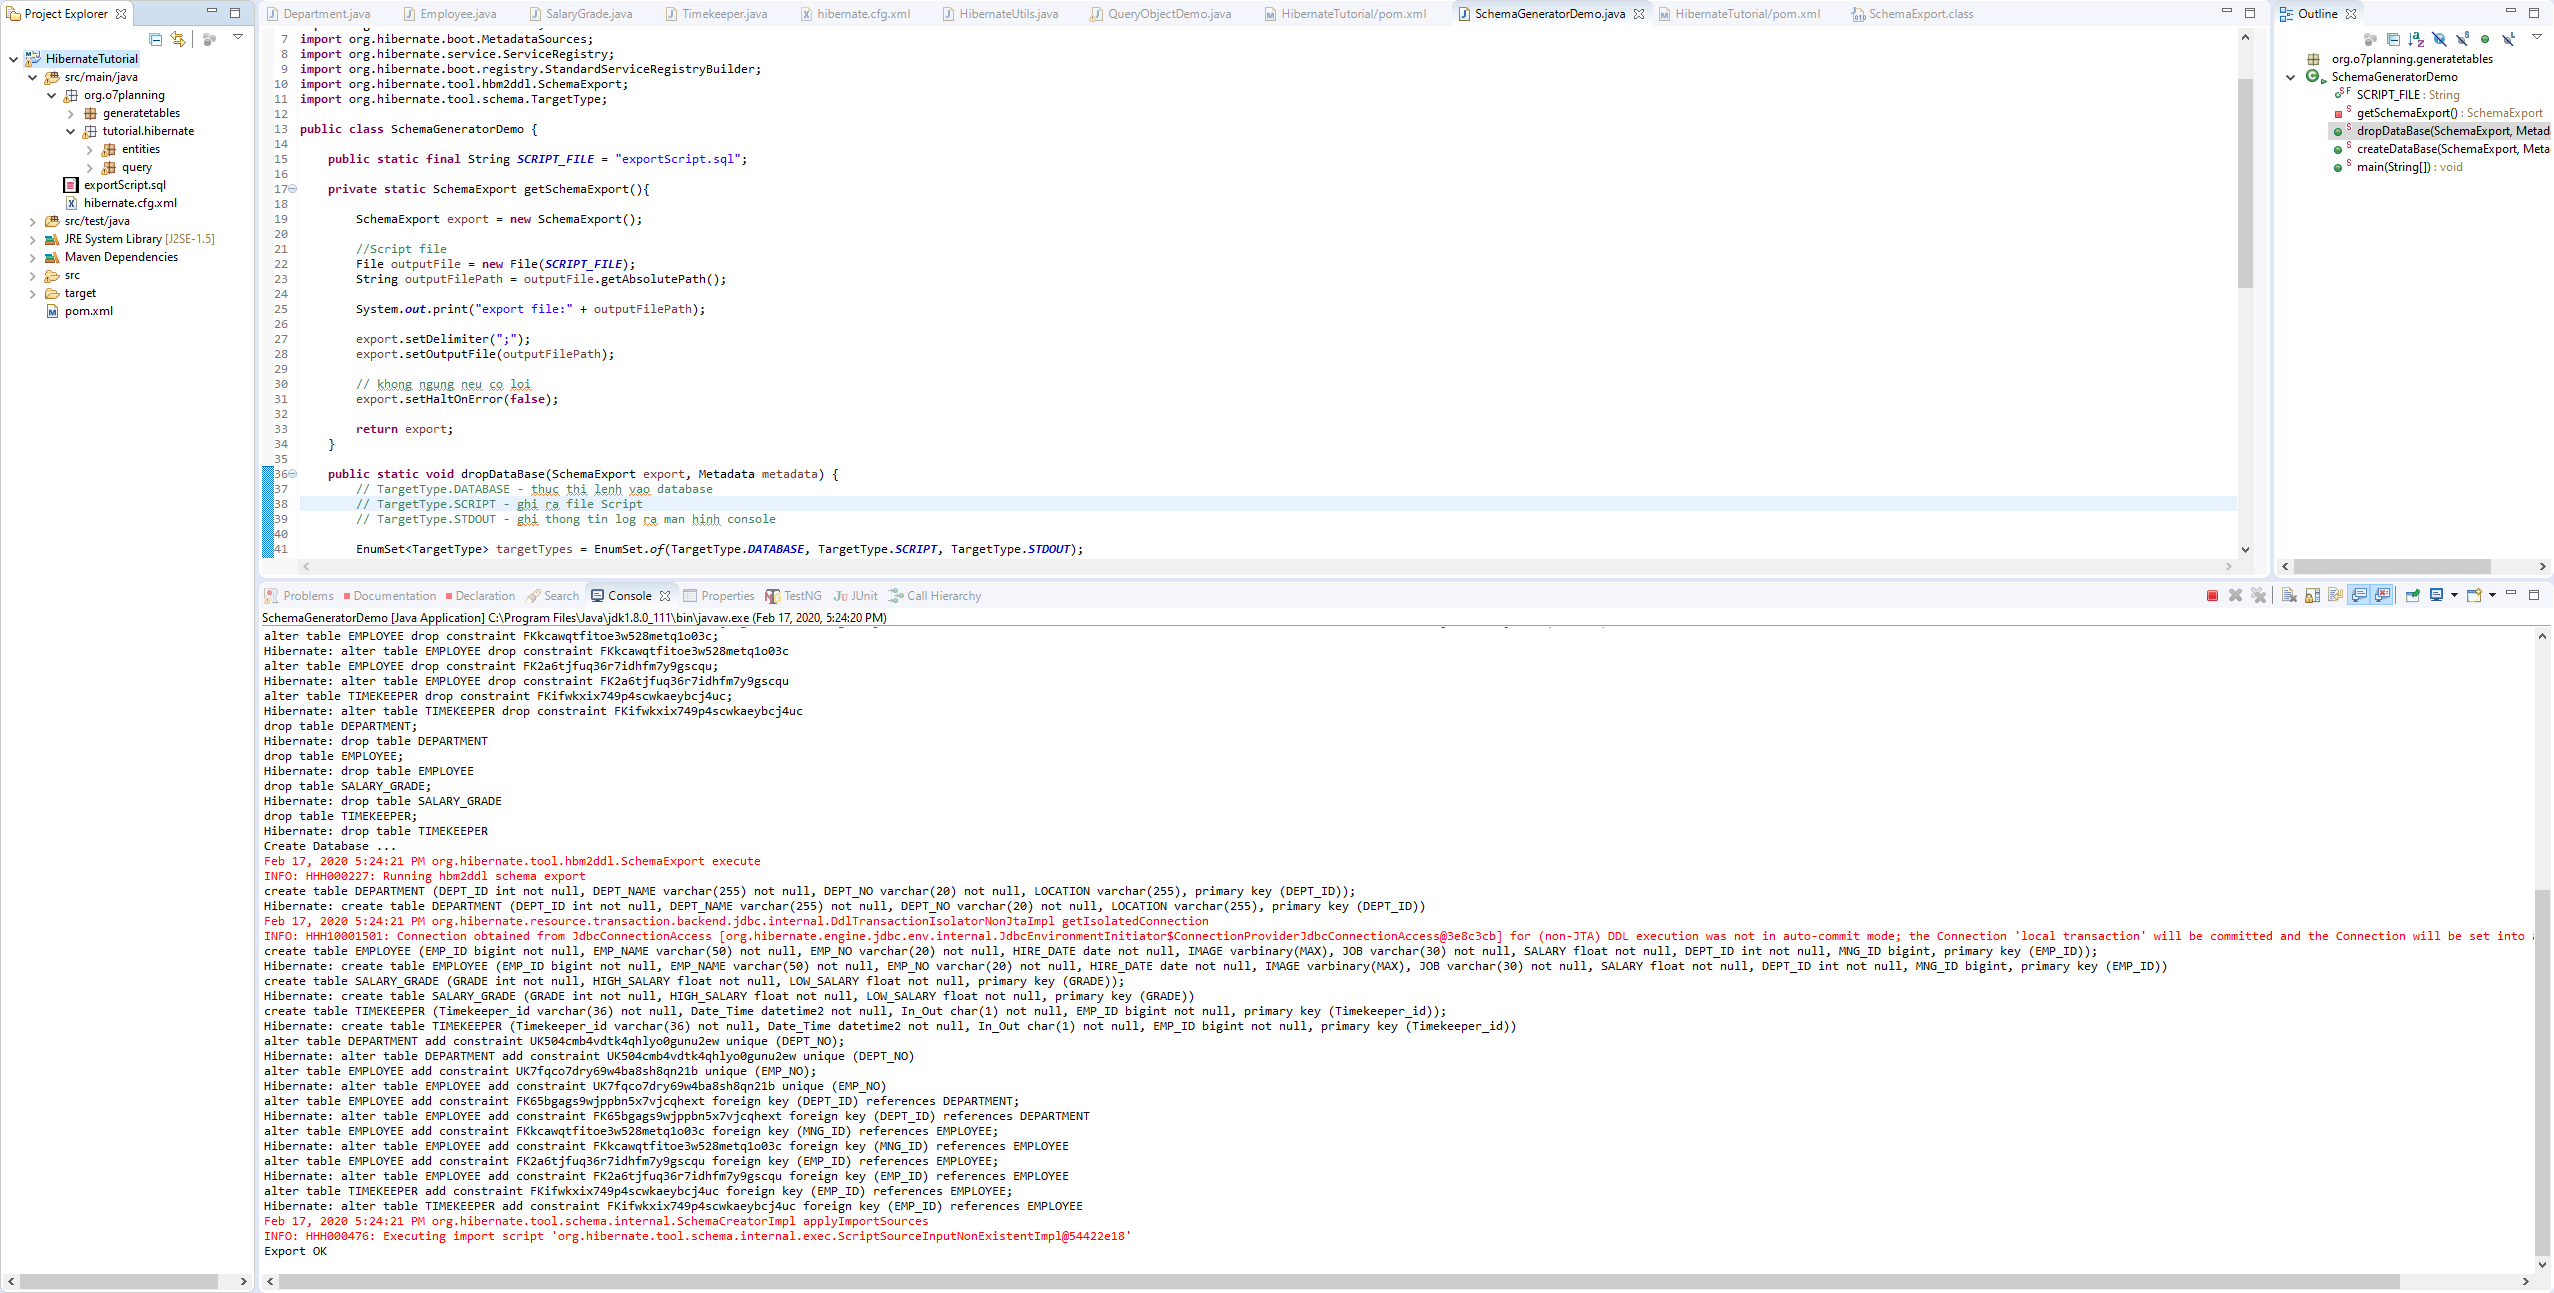 Project Explorer
HibernateTutorial
src/main/java
org.o7planning
generatetables
tutorial.hibernate
entities
query
exportScript.sql
hibernate.cfg.xml
src/test/java
JRE System Library [J2SE-1.5]
Maven Dependencies
src
target
pom.xml
Department.java Employee.java SalaryGrade.java Timekeeper.java hibernate.cfg.xml HibernateUtils.java QueryObjectDemo.java HibernateTutorial/pom.xml SchemaGeneratorDemo.java HibernateTutorial/pom.xml SchemaExport.class
7 import org.hibernate.boot.MetadataSources;
8 import org.hibernate.service.ServiceRegistry;
9 import org.hibernate.boot.registry.StandardServiceRegistryBuilder;
10 import org.hibernate.tool.hbm2ddl.SchemaExport;
11 import org.hibernate.tool.schema.TargetType;
12
13 public class SchemaGeneratorDemo {
14
15 public static final String SCRIPT_FILE = "exportScript.sql";
16
17 private static SchemaExport getSchemaExport(){
18
19 SchemaExport export = new SchemaExport();
20
21 //Script file
22 File outputFile = new File(SCRIPT_FILE);
23 String outputFilePath = outputFile.getAbsolutePath();
24
25 System.out.print("export file:" + outputFilePath);
26
27 export.setDelimiter(";");
28 export.setOutputFile(outputFilePath);
29
30 // khong ngung neu co loi
31 export.setHaltOnError(false);
32
33 return export;
34 }
35
36 public static void dropDataBase(SchemaExport export, Metadata metadata) {
37 // TargetType.DATABASE - thuc thi lenh vao database
38 // TargetType.SCRIPT - ghi ra file Script
39 // TargetType.STDOUT - ghi thong tin log ra man hinh console
40
41 EnumSet<TargetType> targetTypes = EnumSet.of(TargetType.DATABASE, TargetType.SCRIPT, TargetType.STDOUT);
Outline
org.o7planning.generatetables
SchemaGeneratorDemo
SCRIPT_FILE : String
getSchemaExport() : SchemaExport
dropDataBase(SchemaExport, Metad
createDataBase(SchemaExport, Meta
main(String[]) : void
Problems Documentation Declaration Search Console Properties TestNG JUnit Call Hierarchy
SchemaGeneratorDemo [Java Application] C:\Program Files\Java\jdk1.8.0_111\bin\javaw.exe (Feb 17, 2020, 5:24:20 PM)
alter table EMPLOYEE drop constraint FKkcawqtfitoe3w528metq1o03c;
Hibernate: alter table EMPLOYEE drop constraint FKkcawqtfitoe3w528metq1o03c
alter table EMPLOYEE drop constraint FK2a6tjfuq36r7idhfm7y9gscqu;
Hibernate: alter table EMPLOYEE drop constraint FK2a6tjfuq36r7idhfm7y9gscqu
alter table TIMEKEEPER drop constraint FKifwkxix749p4scwkaeybcj4uc;
Hibernate: alter table TIMEKEEPER drop constraint FKifwkxix749p4scwkaeybcj4uc
drop table DEPARTMENT;
Hibernate: drop table DEPARTMENT
drop table EMPLOYEE;
Hibernate: drop table EMPLOYEE
drop table SALARY_GRADE;
Hibernate: drop table SALARY_GRADE
drop table TIMEKEEPER;
Hibernate: drop table TIMEKEEPER
Create Database ...
Feb 17, 2020 5:24:21 PM org.hibernate.tool.hbm2ddl.SchemaExport execute
INFO: HHH000227: Running hbm2ddl schema export
create table DEPARTMENT (DEPT_ID int not null, DEPT_NAME varchar(255) not null, DEPT_NO varchar(20) not null, LOCATION varchar(255), primary key (DEPT_ID));
Hibernate: create table DEPARTMENT (DEPT_ID int not null, DEPT_NAME varchar(255) not null, DEPT_NO varchar(20) not null, LOCATION varchar(255), primary key (DEPT_ID))
Feb 17, 2020 5:24:21 PM org.hibernate.resource.transaction.backend.jdbc.internal.DdlTransactionIsolatorNonJtaImpl getIsolatedConnection
INFO: HHH10001501: Connection obtained from JdbcConnectionAccess [org.hibernate.engine.jdbc.env.internal.JdbcEnvironmentInitiator$ConnectionProviderJdbcConnectionAccess@3e8c3cb] for (non-JTA) DDL execution was not in auto-commit mode; the Connection 'local transaction' will be committed and the Connection will be set into
create table EMPLOYEE (EMP_ID bigint not null, EMP_NAME varchar(50) not null, EMP_NO varchar(20) not null, HIRE_DATE date not null, IMAGE varbinary(MAX), JOB varchar(30) not null, SALARY float not null, DEPT_ID int not null, MNG_ID bigint, primary key (EMP_ID));
Hibernate: create table EMPLOYEE (EMP_ID bigint not null, EMP_NAME varchar(50) not null, EMP_NO varchar(20) not null, HIRE_DATE date not null, IMAGE varbinary(MAX), JOB varchar(30) not null, SALARY float not null, DEPT_ID int not null, MNG_ID bigint, primary key (EMP_ID))
create table SALARY_GRADE (GRADE int not null, HIGH_SALARY float not null, LOW_SALARY float not null, primary key (GRADE));
Hibernate: create table SALARY_GRADE (GRADE int not null, HIGH_SALARY float not null, LOW_SALARY float not null, primary key (GRADE))
create table TIMEKEEPER (Timekeeper_id varchar(36) not null, Date_Time datetime2 not null, In_Out char(1) not null, EMP_ID bigint not null, primary key (Timekeeper_id));
Hibernate: create table TIMEKEEPER (Timekeeper_id varchar(36) not null, Date_Time datetime2 not null, In_Out char(1) not null, EMP_ID bigint not null, primary key (Timekeeper_id))
alter table DEPARTMENT add constraint UK504cmb4vdtk4qhlyo0gunu2ew unique (DEPT_NO);
Hibernate: alter table DEPARTMENT add constraint UK504cmb4vdtk4qhlyo0gunu2ew unique (DEPT_NO)
alter table EMPLOYEE add constraint UK7fqco7dry69w4ba8sh8qn21b unique (EMP_NO);
Hibernate: alter table EMPLOYEE add constraint UK7fqco7dry69w4ba8sh8qn21b unique (EMP_NO)
alter table EMPLOYEE add constraint FK65bgags9wjppbn5x7vjcqhext foreign key (DEPT_ID) references DEPARTMENT;
Hibernate: alter table EMPLOYEE add constraint FK65bgags9wjppbn5x7vjcqhext foreign key (DEPT_ID) references DEPARTMENT
alter table EMPLOYEE add constraint FKkcawqtfitoe3w528metq1o03c foreign key (MNG_ID) references EMPLOYEE;
Hibernate: alter table EMPLOYEE add constraint FKkcawqtfitoe3w528metq1o03c foreign key (MNG_ID) references EMPLOYEE
alter table EMPLOYEE add constraint FK2a6tjfuq36r7idhfm7y9gscqu foreign key (EMP_ID) references EMPLOYEE;
Hibernate: alter table EMPLOYEE add constraint FK2a6tjfuq36r7idhfm7y9gscqu foreign key (EMP_ID) references EMPLOYEE
alter table TIMEKEEPER add constraint FKifwkxix749p4scwkaeybcj4uc foreign key (EMP_ID) references EMPLOYEE;
Hibernate: alter table TIMEKEEPER add constraint FKifwkxix749p4scwkaeybcj4uc foreign key (EMP_ID) references EMPLOYEE
Feb 17, 2020 5:24:21 PM org.hibernate.tool.schema.internal.SchemaCreatorImpl applyImportSources
INFO: HHH000476: Executing import script 'org.hibernate.tool.schema.internal.exec.ScriptSourceInputNonExistentImpl@54422e18'
Export OK